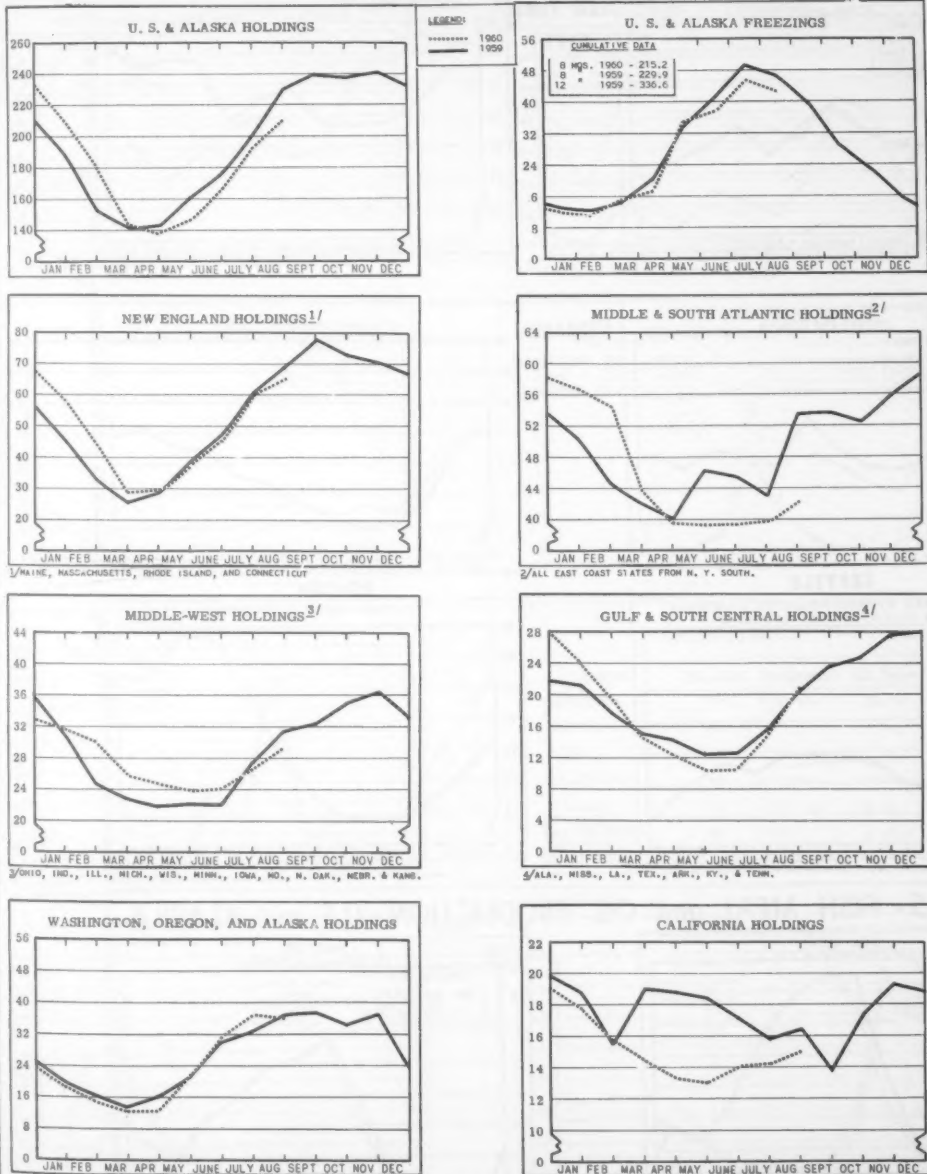 U. S. & ALASKA HOLDINGS
260
240
220
200
180
160
140
0
JAN FEB MAR APR MAY JUNE JULY AUG SEPT OCT NOV DEC
LEGEND:
1960
1959
U. S. & ALASKA FREEZINGS
CUMULATIVE DATA
8 MOS. 1960 - 215.2
8 " 1959 - 229.9
12 " 1959 - 336.6
56
48
40
32
24
16
8
0
JAN FEB MAR APR MAY JUNE JULY AUG SEPT OCT NOV DEC
NEW ENGLAND HOLDINGS 1/
80
70
60
50
40
30
20
0
JAN FEB MAR APR MAY JUNE JULY AUG SEPT OCT NOV DEC
1/MAINE, MASSACHUSETTS, RHODE ISLAND, AND CONNECTICUT
MIDDLE & SOUTH ATLANTIC HOLDINGS 2/
64
60
56
52
48
44
40
0
JAN FEB MAR APR MAY JUNE JULY AUG SEPT OCT NOV DEC
2/ALL EAST COAST STATES FROM N. Y. SOUTH.
MIDDLE-WEST HOLDINGS 3/
44
40
36
32
28
24
20
0
JAN FEB MAR APR MAY JUNE JULY AUG SEPT OCT NOV DEC
3/OHIO, IND., ILL., MICH., WIS., MINN., IOWA, MO., N. DAK., NEBR. & KANS.
GULF & SOUTH CENTRAL HOLDINGS 4/
28
24
20
16
12
8
4
0
JAN FEB MAR APR MAY JUNE JULY AUG SEPT OCT NOV DEC
4/ALA., MISS., LA., TEX., ARK., KY., & TENN.
WASHINGTON, OREGON, AND ALASKA HOLDINGS
56
48
40
32
24
16
8
0
JAN FEB MAR APR MAY JUNE JULY AUG SEPT OCT NOV DEC
CALIFORNIA HOLDINGS
22
20
18
16
14
12
10
0
JAN FEB MAR APR MAY JUNE JULY AUG SEPT OCT NOV DEC